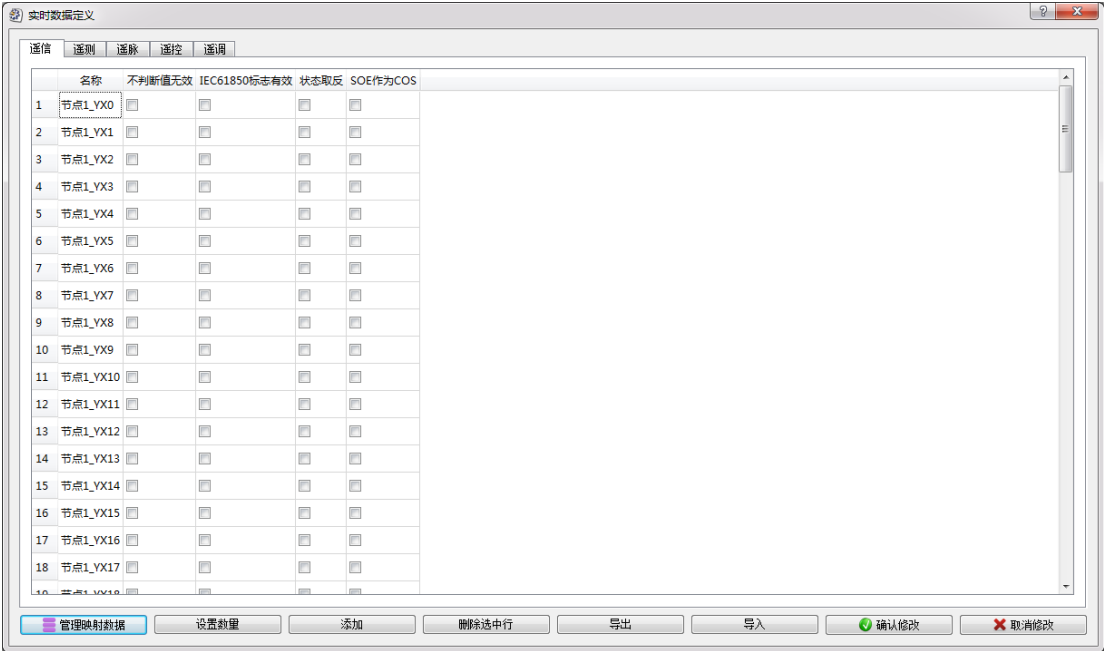 实时数据定义
遥信 遥测 遥脉 遥控 遥调
名称 不判断值无效 IEC61850标志有效 状态取反 SOE作为COS
1 节点1_YX0
2 节点1_YX1
3 节点1_YX2
4 节点1_YX3
5 节点1_YX4
6 节点1_YX5
7 节点1_YX6
8 节点1_YX7
9 节点1_YX8
10 节点1_YX9
11 节点1_YX10
12 节点1_YX11
13 节点1_YX12
14 节点1_YX13
15 节点1_YX14
16 节点1_YX15
17 节点1_YX16
18 节点1_YX17
19 节点1_YX18
管理映射数据 设置数量 添加 删除选中行 导出 导入 确认修改 取消修改